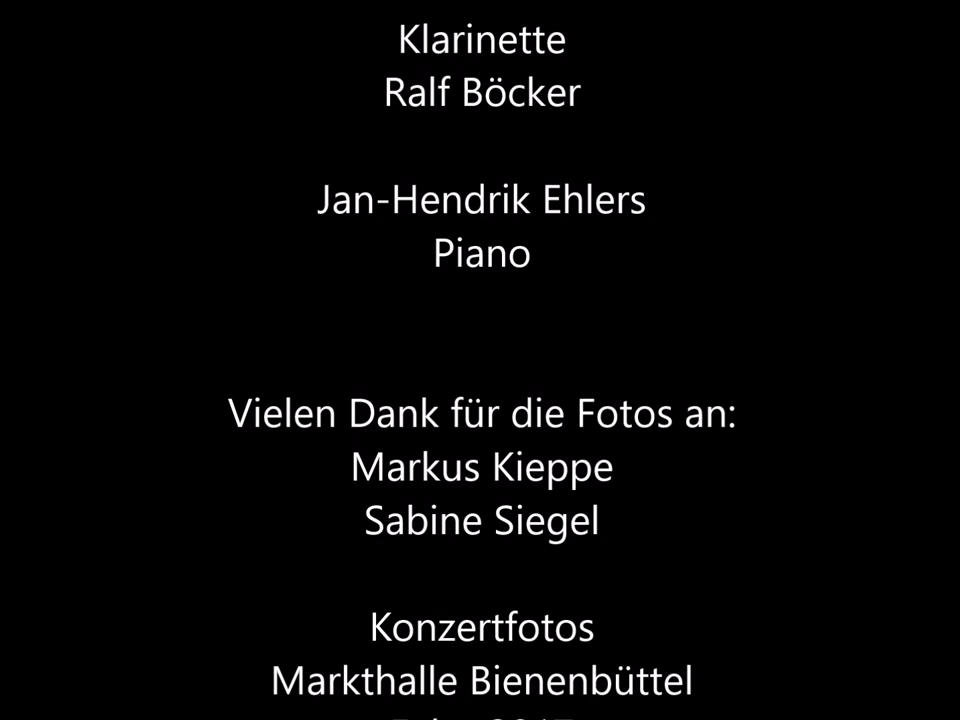 Klarinette
Ralf Böcker
Jan-Hendrik Ehlers
Piano
Vielen Dank für die Fotos an:
Markus Kieppe
Sabine Siegel
Konzertfotos
Markthalle Bienenbüttel